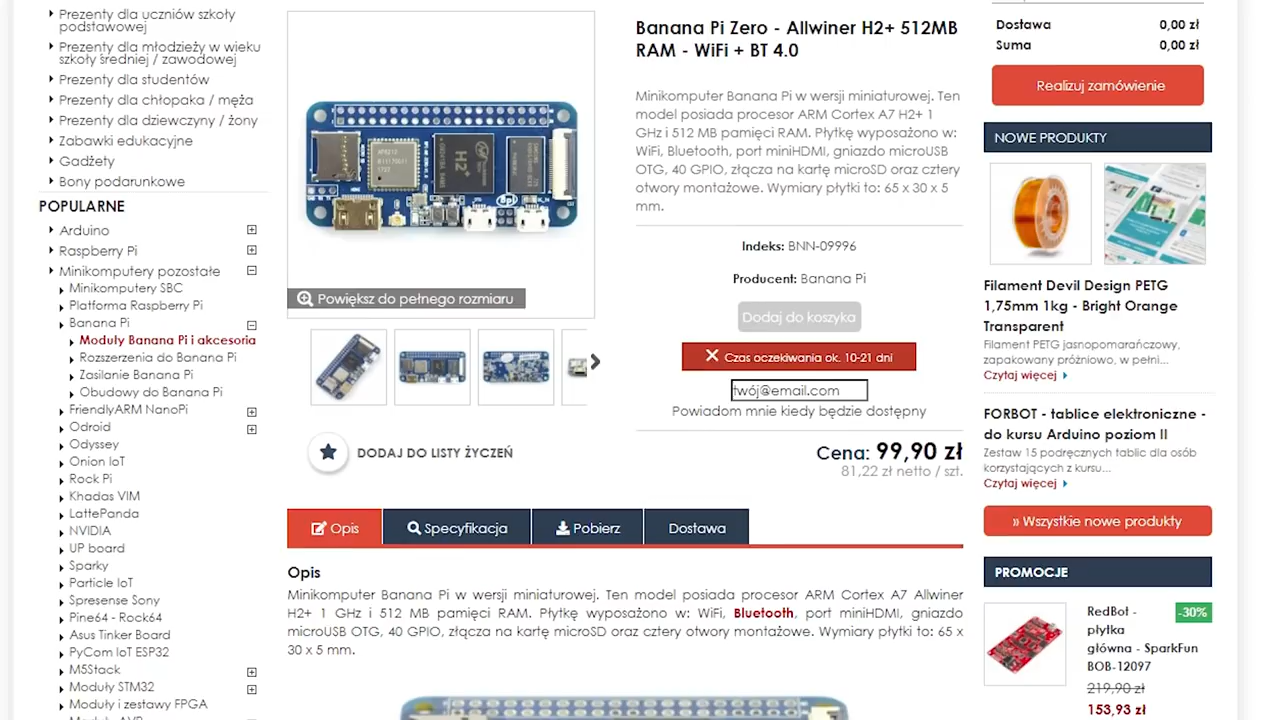 Prezenty dla uczniów szkoły
podstawowej
Prezenty dla młodzieży w wieku
szkoły średniej / zawodowej
Prezenty dla studentów
Prezenty dla chłopaka / męża
Prezenty dla dziewczyny / żony
Zabawki edukacyjne
Gadżety
Bony podarunkowe
POPULARNE
Arduino
Raspberry Pi
Minikomputery pozostałe
Minikomputery SBC
Platforma Raspberry Pi
Banana Pi
Moduły Banana Pi i akcesoria
Rozszerzenia do Banana Pi
Zasilanie Banana Pi
Obudowy do Banana Pi
FriendlyARM NanoPi
Odroid
Odyssey
Onion IoT
Rock Pi
Khadas VIM
LattePanda
NVIDIA
UP board
Sparky
Particle IoT
Spresense Sony
Pine64 - Rock64
Asus Tinker Board
PyCom IoT ESP32
M5Stack
Moduły STM32
Moduły i zestawy FPGA
H2+
Powiększ do pełnego rozmiaru
DODAJ DO LISTY ŻYCZEŃ
Banana Pi Zero - Allwiner H2+ 512MB
RAM - WiFi + BT 4.0
Minikomputer Banana Pi w wersji miniaturowej. Ten
model posiada procesor ARM Cortex A7 H2+ 1
GHz i 512 MB pamięci RAM. Płytkę wyposażono w:
WiFi, Bluetooth, port miniHDMI, gniazdo microUSB
OTG, 40 GPIO, złącza na kartę microSD oraz cztery
otwory montażowe. Wymiary płytki to: 65 x 30 x 5
mm.
Indeks: BNN-09996
Producent: Banana Pi
Dodaj do koszyka
Czas oczekiwania ok. 10-21 dni
twój@email.com
Powiadom mnie kiedy będzie dostępny
Cena: 99,90 zł
81,22 zł netto / szt.
Opis
Specyfikacja
Pobierz
Dostawa
Opis
Minikomputer Banana Pi w wersji miniaturowej. Ten model posiada procesor ARM Cortex A7 Allwiner
H2+ 1 GHz i 512 MB pamięci RAM. Płytkę wyposażono w: WiFi, Bluetooth, port miniHDMI, gniazdo
microUSB OTG, 40 GPIO, złącza na kartę microSD oraz cztery otwory montażowe. Wymiary płytki to: 65 x
30 x 5 mm.
Dostawa 0,00 zł
Suma 0,00 zł
Realizuj zamówienie
NOWE PRODUKTY
Filament Devil Design PETG
1,75mm 1kg - Bright Orange
Transparent
Filament PETG jasnopomarańczowy,
zapakowany próżniowo, w pełni...
Czytaj więcej
FORBOT - tablice elektroniczne -
do kursu Arduino poziom II
Zestaw 15 podręcznych tablic dla osób
korzystających z kursu...
Czytaj więcej
» Wszystkie nowe produkty
PROMOCJE
RedBot -
płytka
główna - SparkFun
BOB-12097
-30%
219,90 zł
153,93 zł